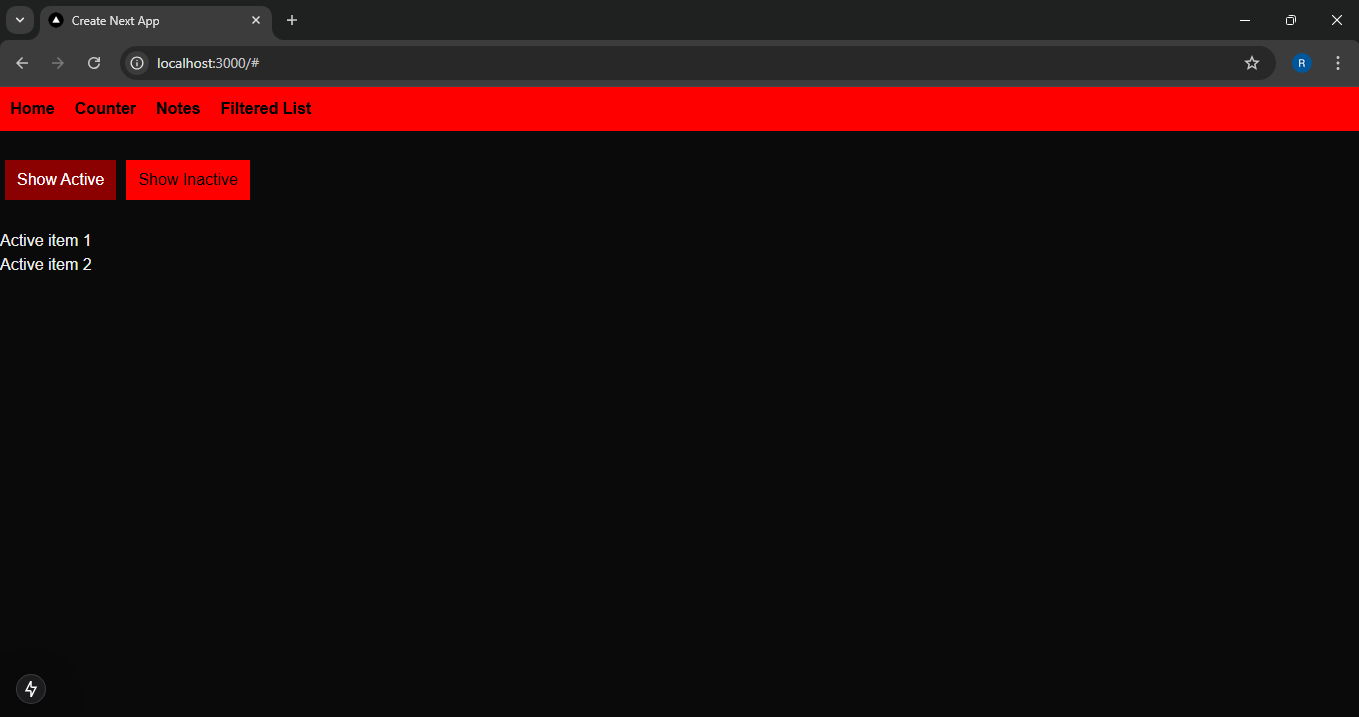 Create Next App
localhost:3000/#
R
Home Counter Notes Filtered List
Show Active Show Inactive
Active item 1
Active item 2